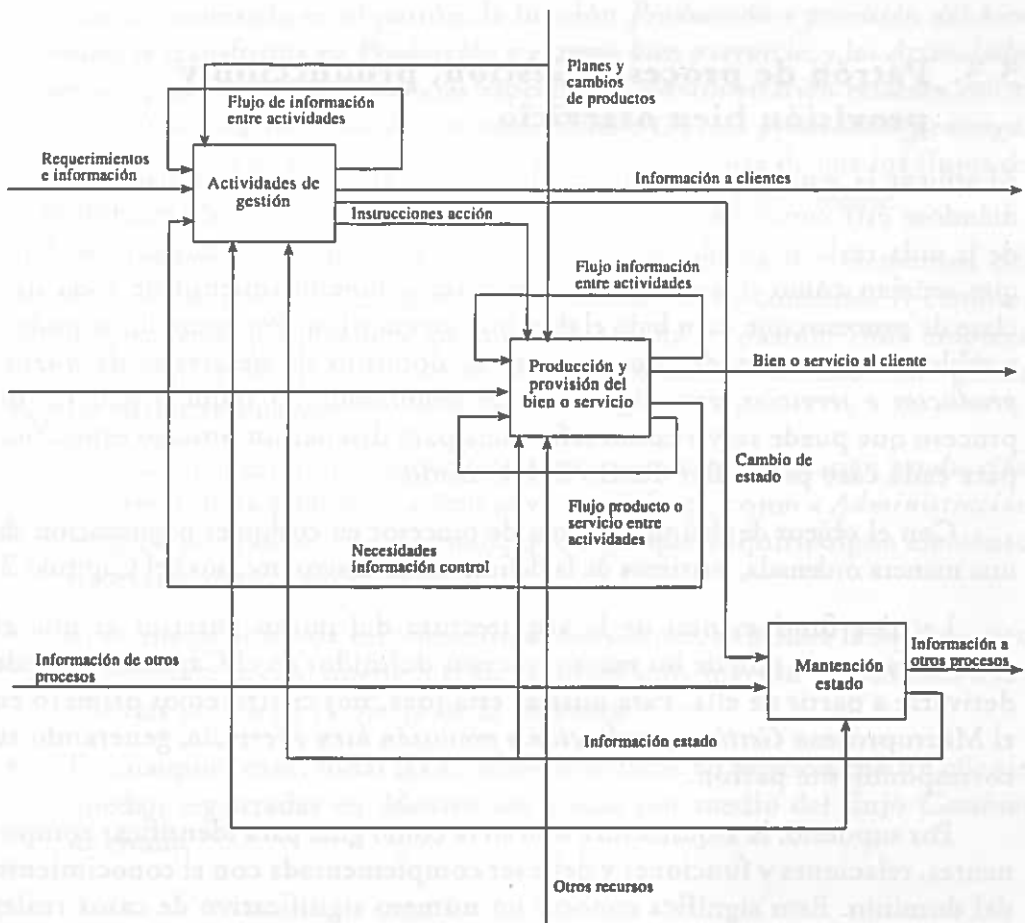 Planes y
cambios
de productos
Flujo de información
entre actividades
Requerimientos
e información
Actividades de
gestión
Información a clientes
Instrucciones acción
Flujo información
entre actividades
Producción y
provisión del
bien o servicio
Bien o servicio al cliente
Cambio de
estado
Flujo producto o
servicio entre
actividades
Necesidades
información control
Información de otros
procesos
Mantención
estado
Información a
otros procesos
Información estado
Otros recursos